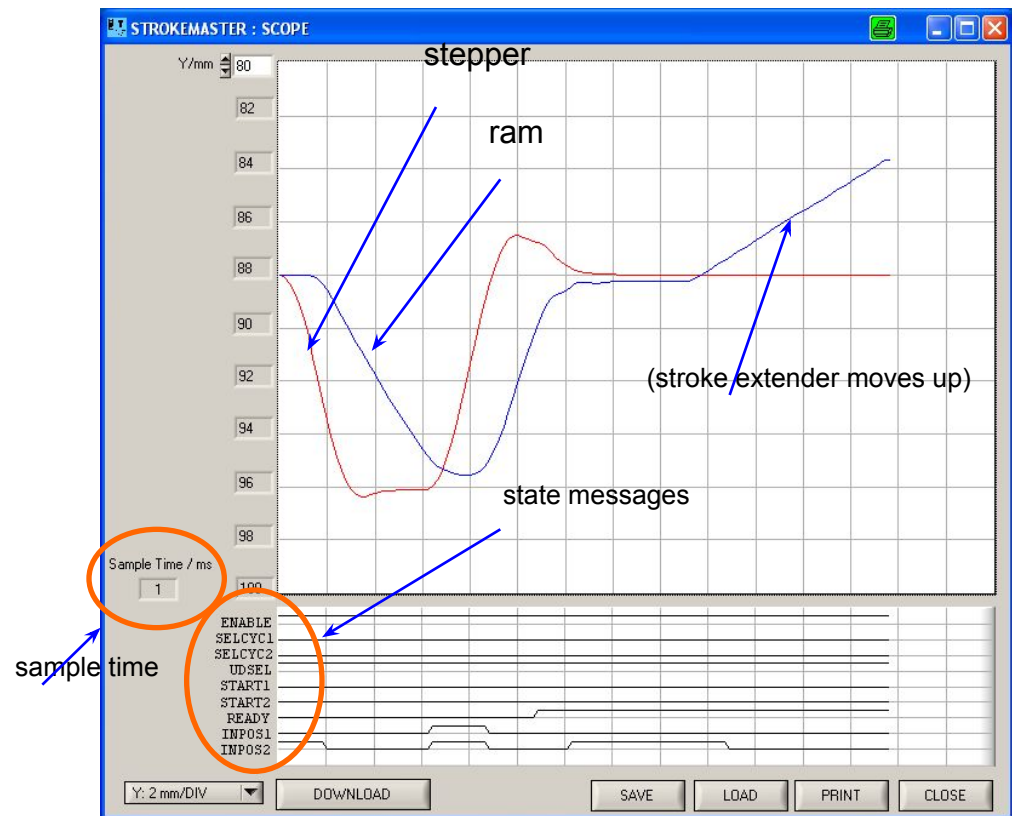 STROKEMASTER : SCOPE
stepper
Y/mm 80
82
ram
84
86
88
90
92
(stroke extender moves up)
94
96
state messages
98
Sample Time / ms
1
100
ENABLE
SELCYC1
SELCYC2
sample time
UDSEL
START1
START2
READY
INPOS1
INPOS2
Y: 2 mm/DIV
DOWNLOAD
SAVE
LOAD
PRINT
CLOSE